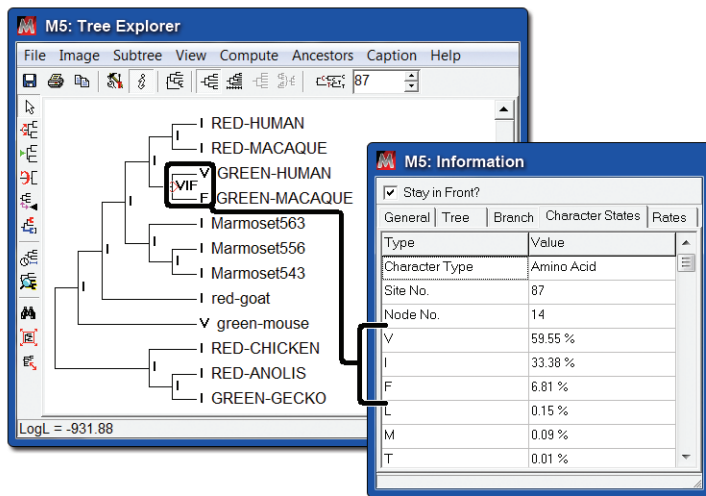 M5: Tree Explorer
File Image Subtree View Compute Ancestors Caption Help
87
I RED-HUMAN
I
I RED-MACAQUE
I
V GREEN-HUMAN
VIF
F GREEN-MACAQUE
I
I Marmoset563
I
I Marmoset556
I
I Marmoset543
I
I red-goat
I
V green-mouse
I RED-CHICKEN
I
I RED-ANOLIS
I
I GREEN-GECKO
LogL = -931.88
M5: Information
Stay in Front?
General Tree Branch Character States Rates
Type Value
Character Type Amino Acid
Site No. 87
Node No. 14
V 59.55 %
I 33.38 %
F 6.81 %
L 0.15 %
M 0.09 %
T 0.01 %